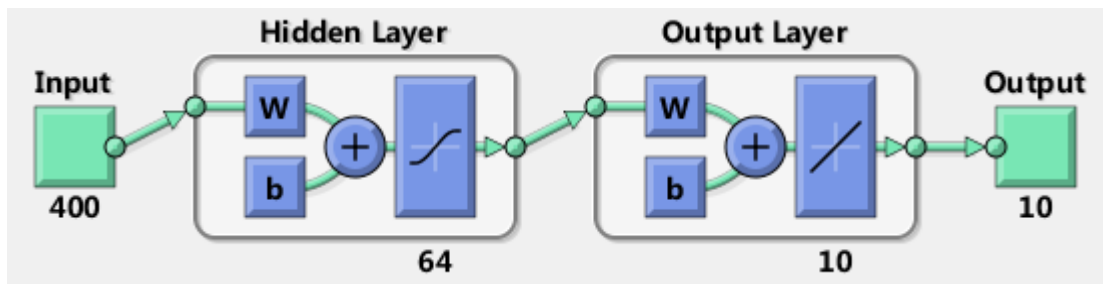 Hidden Layer
Output Layer
Input
Output
W
W
+
+
b
b
400
10
64
10